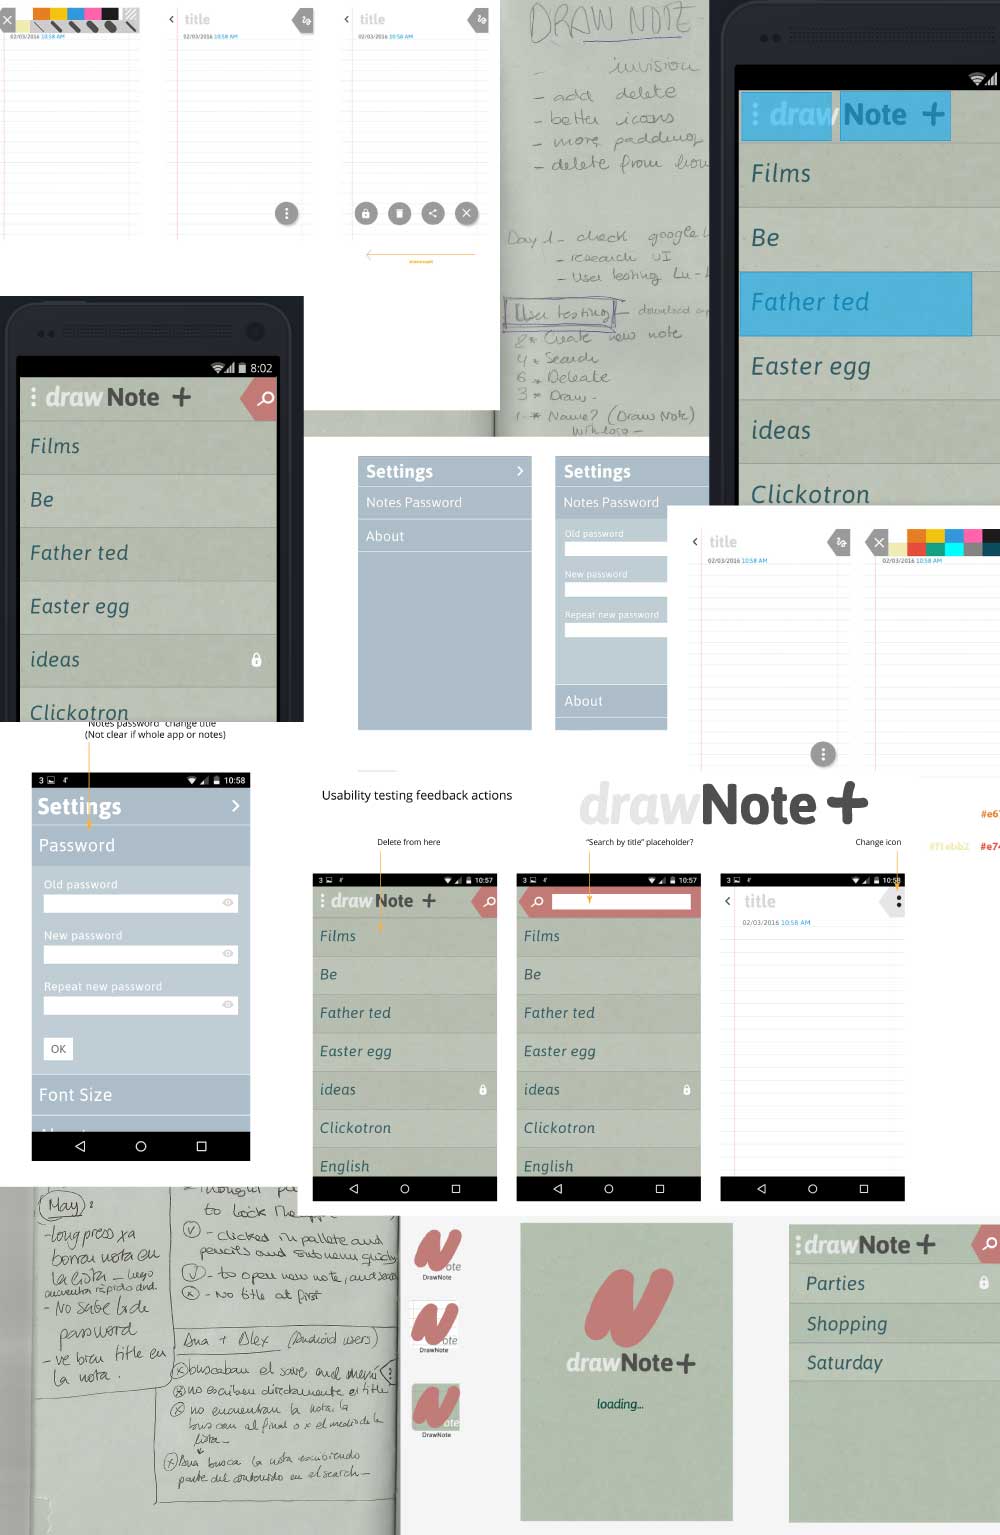 02/03/2016 10:58 AM
title
02/03/2016 10:58 AM
title
02/03/2016 10:58 AM
DRAW NOTE
invision
- add delete
- better icons
- more padding
- delete from
Day 1 - check google
- research UI
- User testing
User testing - download
2 * Create new note
4 * Search
6 * Deleate
3 * Draw -
1 - * Name? (Draw Note)
with logo -
drawNote +
Films
Be
Father ted
Easter egg
ideas
Clickotron
8:02
drawNote +
Films
Be
Father ted
Easter egg
ideas
Clickotron
Settings
Notes Password
About
Settings
Notes Password
Old password
New password
Repeat new password
About
title
02/03/2016 10:58 AM
02/03/2016 10:58 AM
"Notes password" change title
(Not clear if whole app or notes)
3 10:58
Settings
Password
Old password
New password
Repeat new password
OK
Font Size
Usability testing feedback actions
drawNote +
#e67
#f1ebb2 #e74
Delete from here
"Search by title" placeholder?
Change icon
3 10:57
drawNote +
Films
Be
Father ted
Easter egg
ideas
Clickotron
English
3 10:57
Films
Be
Father ted
Easter egg
ideas
Clickotron
English
3 10:58
title
02/03/2016 10:58 AM
May:
- long press xa
borrar nota en
la lista - luego
encuentra rápido
- No sabe la de
password
- ve bien title en
la nota.
to lock the
- clicked in pallete and
pencils and submenu
- to open new note, and
- No title at first
Ana + Alex (Android users)
x buscaban el save and menú
x no escriben directamente el title
x no encuentran la nota, la
buscan al final o x el medio de la
lista -
x Ana busca la nota escribiendo
parte del contenido en el search -
Note
DrawNote
Note
DrawNote
Note
DrawNote
drawNote+
loading...
drawNote +
Parties
Shopping
Saturday